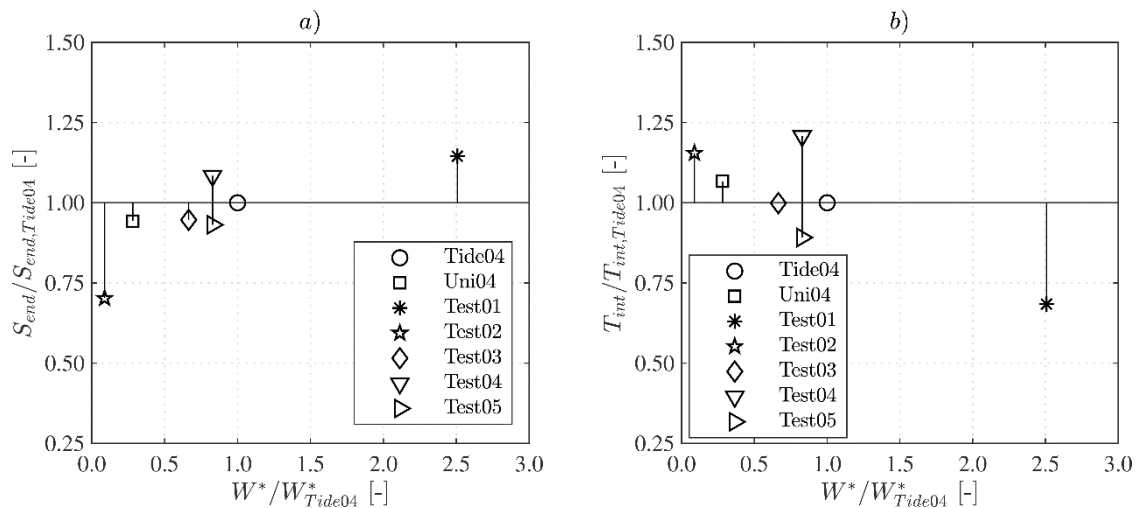 a)
1.50
1.25
1.00
0.75
0.50
0.25
S_end/S_end,Tide04 [-]
0.0 0.5 1.0 1.5 2.0 2.5 3.0
W*/W*_Tide04 [-]
Tide04
Uni04
Test01
Test02
Test03
Test04
Test05
b)
1.50
1.25
1.00
0.75
0.50
0.25
T_int/T_int,Tide04 [-]
0.0 0.5 1.0 1.5 2.0 2.5 3.0
W*/W*_Tide04 [-]
Tide04
Uni04
Test01
Test02
Test03
Test04
Test05